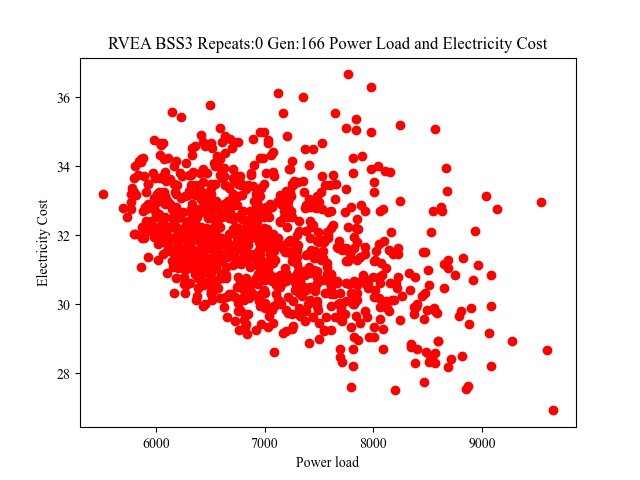 RVEA BSS3 Repeats:0 Gen:166 Power Load and Electricity Cost
36
34
32
30
28
Electricity Cost
6000 7000 8000 9000
Power load